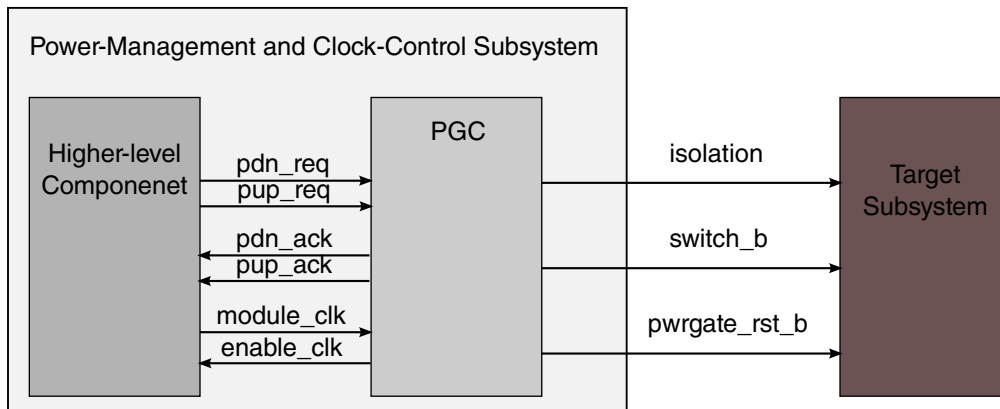 Power-Management and Clock-Control Subsystem
Higher-level
Componenet
PGC
Target
Subsystem
pdn_req
pup_req
pdn_ack
pup_ack
module_clk
enable_clk
isolation
switch_b
pwrgate_rst_b